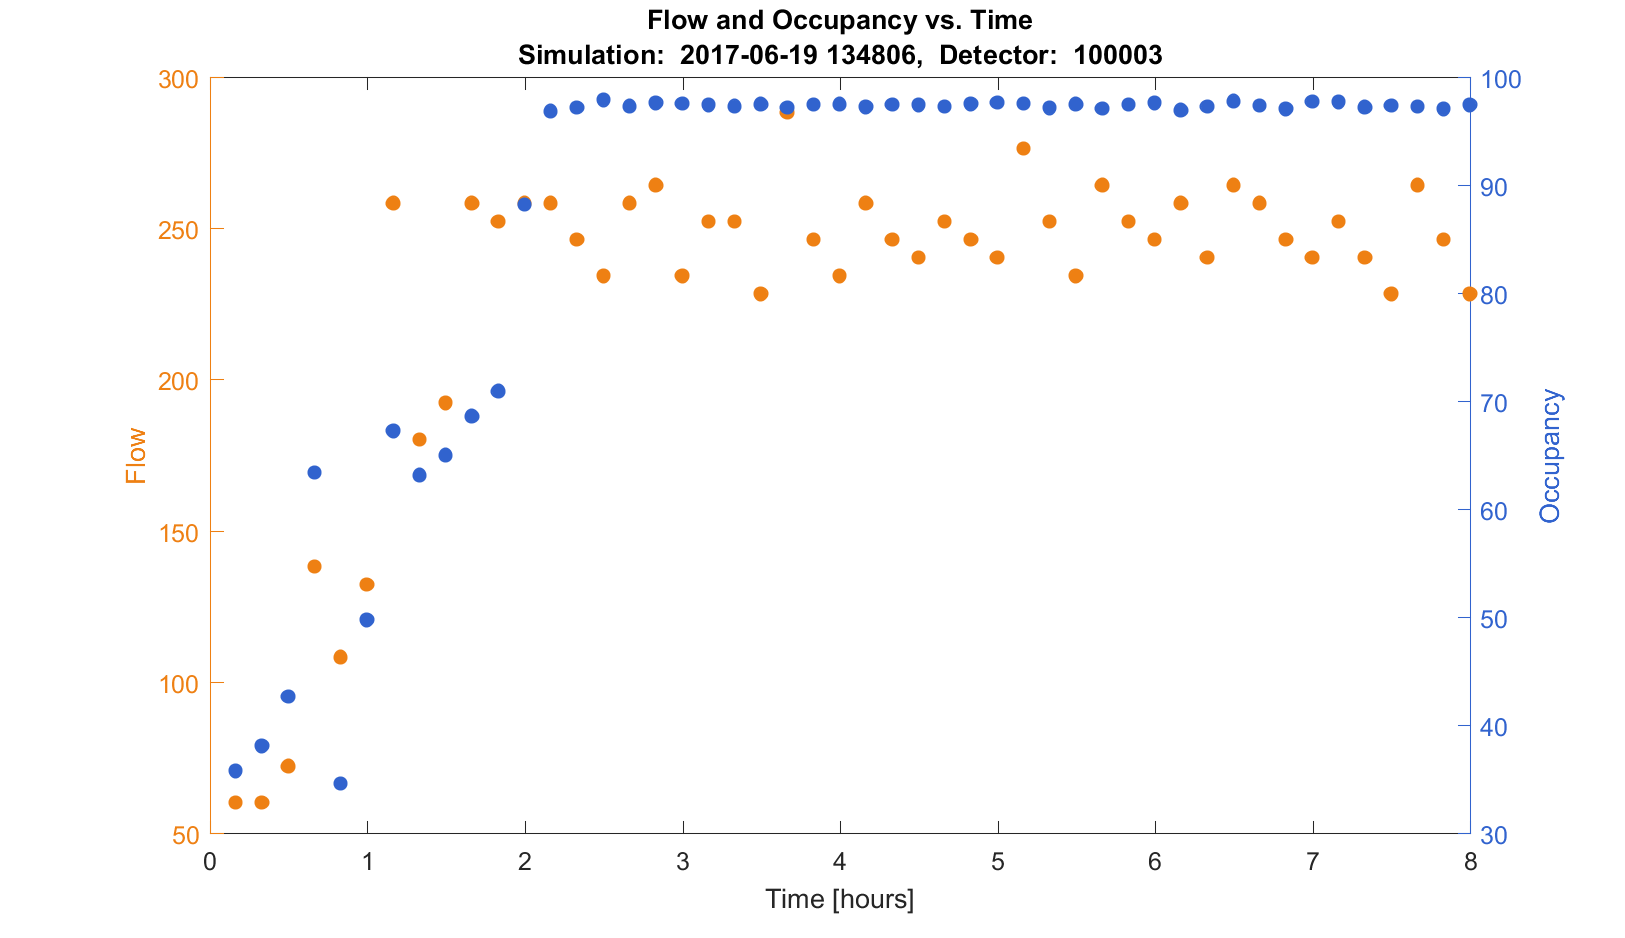 Flow and Occupancy vs. Time
Simulation:  2017-06-19 134806,  Detector:  100003
300
250
200
150
100
50
Flow
100
90
80
70
60
50
40
30
Occupancy
0 1 2 3 4 5 6 7 8
Time [hours]